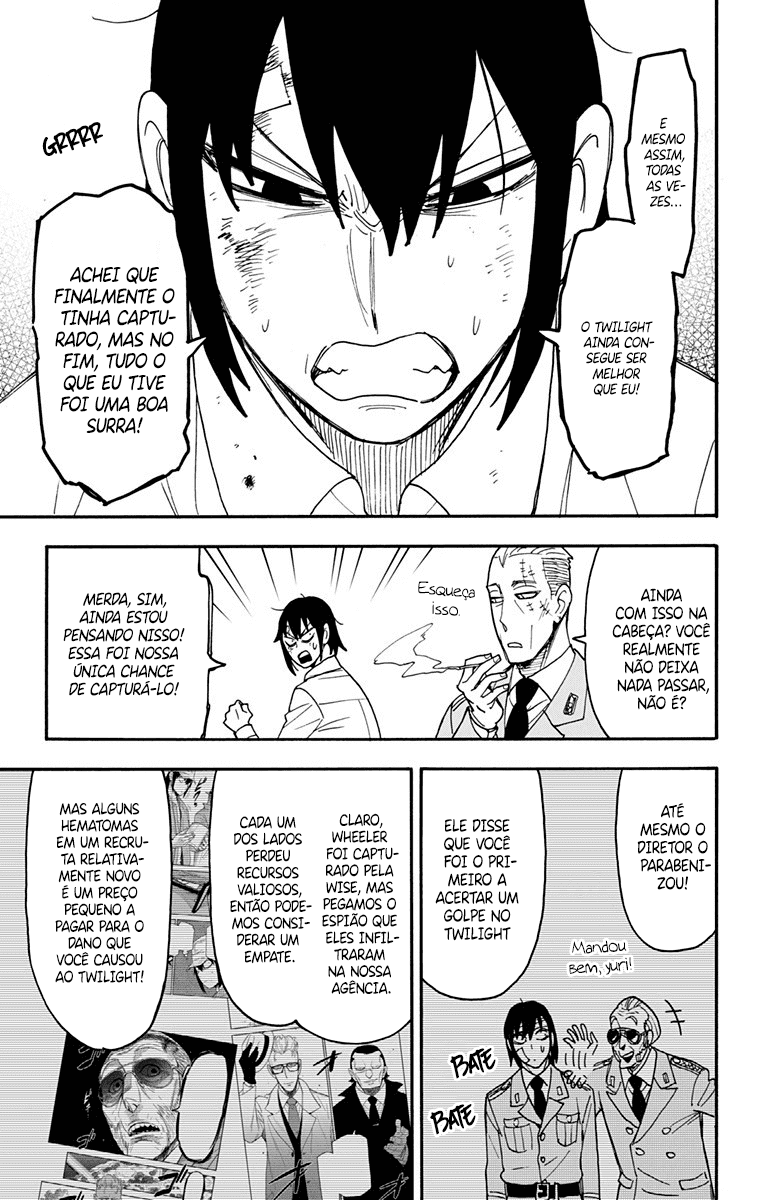 E
MESMO
ASSIM,
TODAS
AS VE-
ZES...
O TWILIGHT
AINDA CON-
SEGUE SER
MELHOR
QUE EU!
GRRRR
ACHEI QUE
FINALMENTE O
TINHA CAPTU-
RADO, MAS NO
FIM, TUDO O
QUE EU TIVE
FOI UMA BOA
SURRA!
AINDA
COM ISSO NA
CABEÇA? VOCÊ
REALMENTE
NÃO DEIXA
NADA PASSAR,
NÃO É?
Esqueça
isso.
MERDA, SIM,
AINDA ESTOU
PENSANDO NISSO!
ESSA FOI NOSSA
ÚNICA CHANCE
DE CAPTURÁ-LO!
ATÉ
MESMO O
DIRETOR O
PARABENI-
ZOU!
ELE DISSE
QUE VOCÊ
FOI O PRI-
MEIRO A
ACERTAR UM
GOLPE NO
TWILIGHT
Mandou
bem, yuri!
BATE
BATE
CLARO,
WHEELER
FOI CAPTU-
RADO PELA
WISE, MAS
PEGAMOS O
ESPIÃO QUE
ELES INFIL-
TRARAM
NA NOSSA
AGÊNCIA.
CADA UM
DOS LADOS
PERDEU
RECURSOS
VALIOSOS,
ENTÃO PODE-
MOS CONSI-
DERAR UM
EMPATE.
MAS ALGUNS
HEMATOMAS
EM UM RECRU-
TA RELATIVA-
MENTE NOVO
É UM PREÇO
PEQUENO A
PAGAR PARA O
DANO QUE
VOCÊ CAUSOU
AO TWILIGHT!